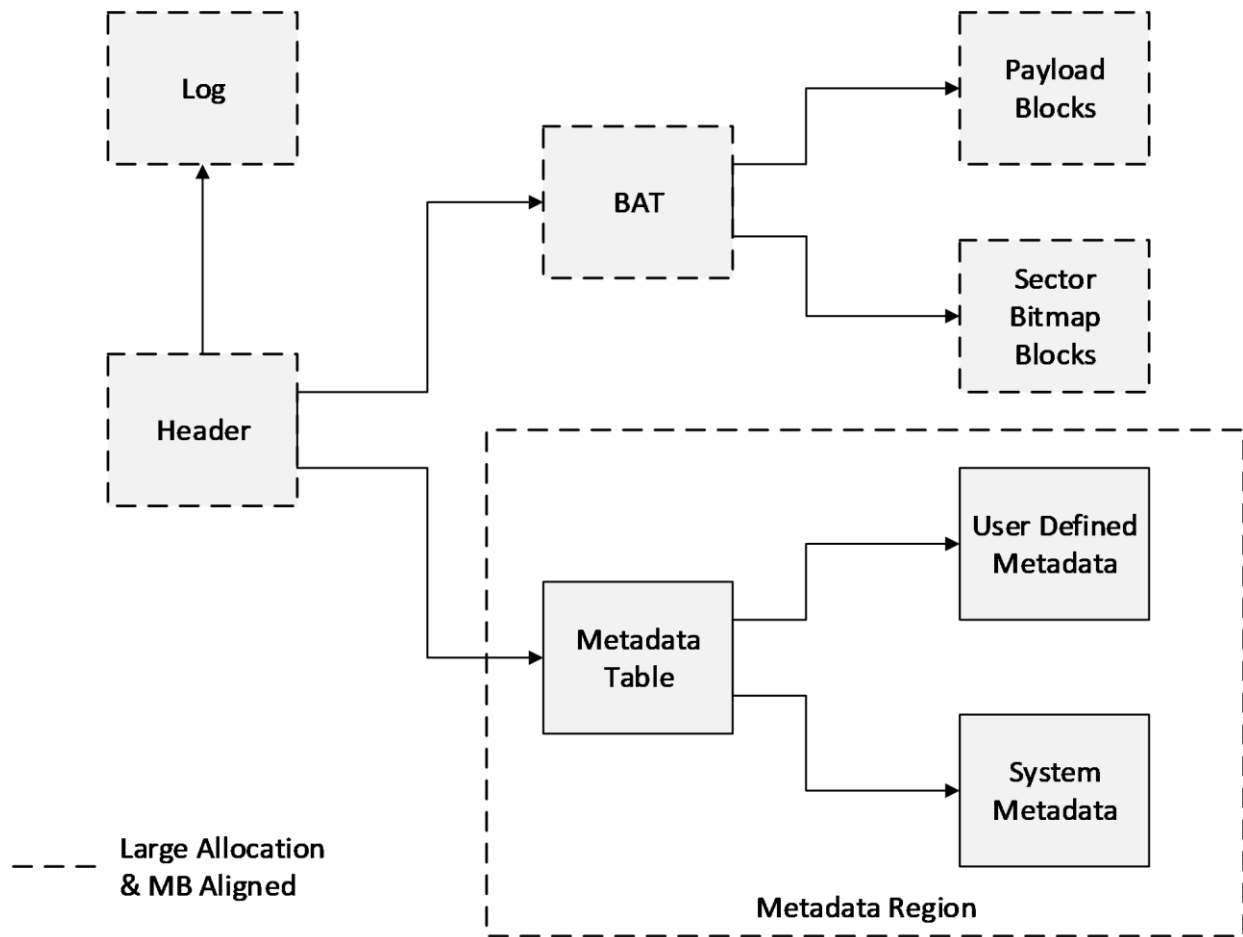 Log
Payload
Blocks
BAT
Sector
Bitmap
Blocks
Header
User Defined
Metadata
Metadata
Table
System
Metadata
Large Allocation
& MB Aligned
Metadata Region